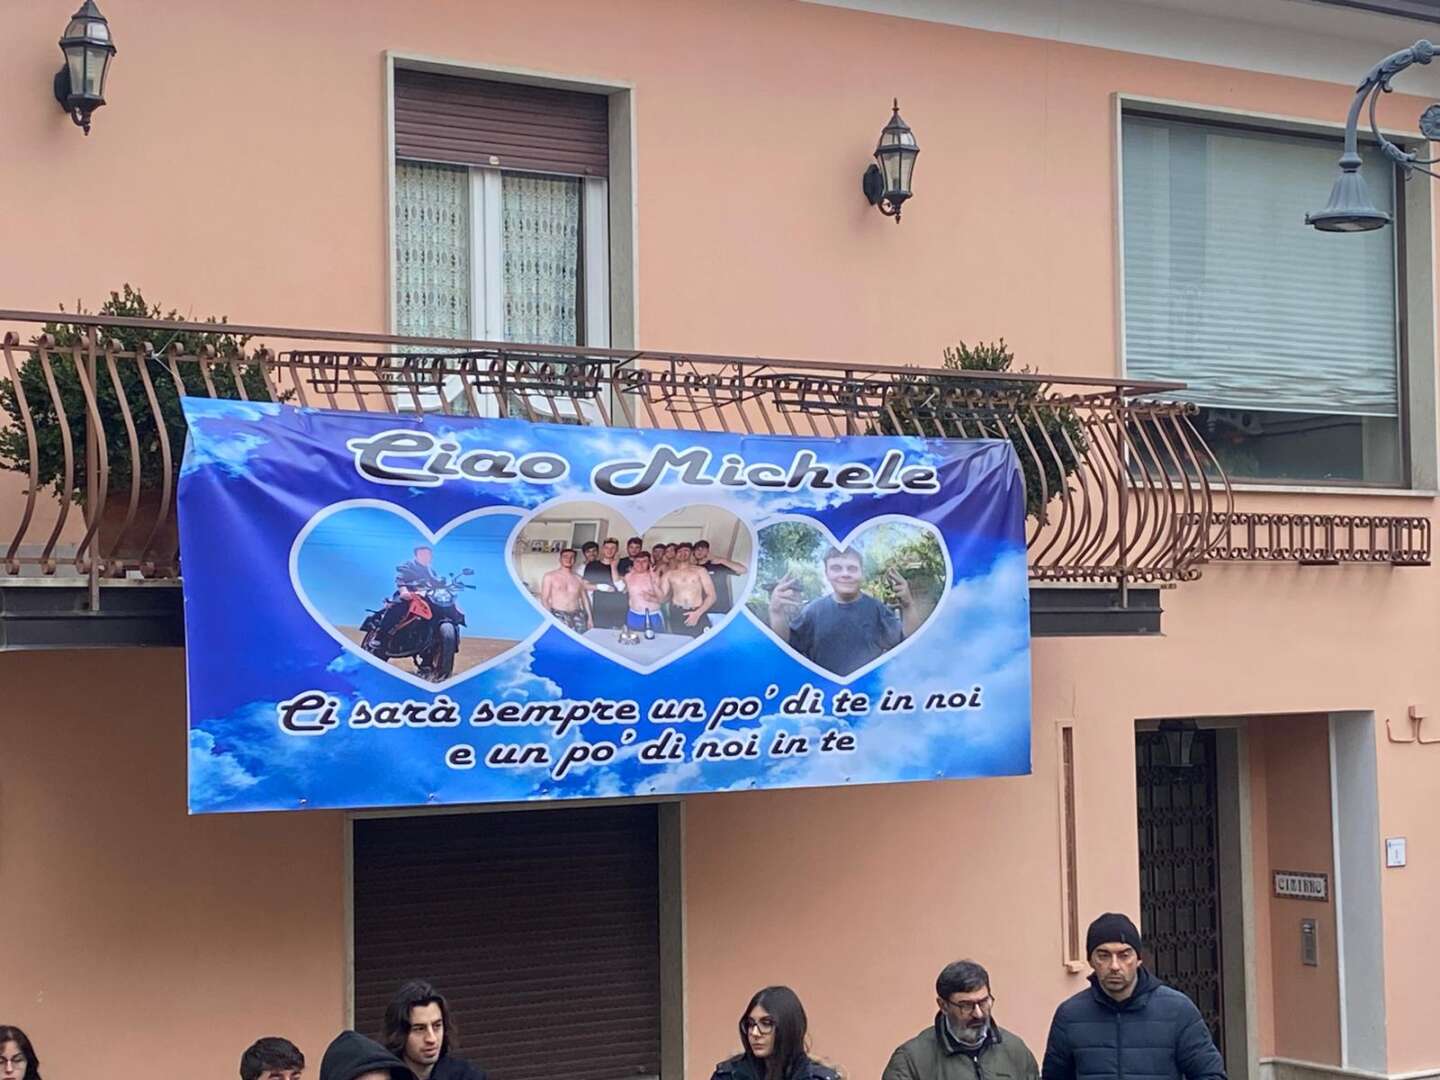 Ciao Michele
Ci sarà sempre un po' di te in noi
e un po' di noi in te